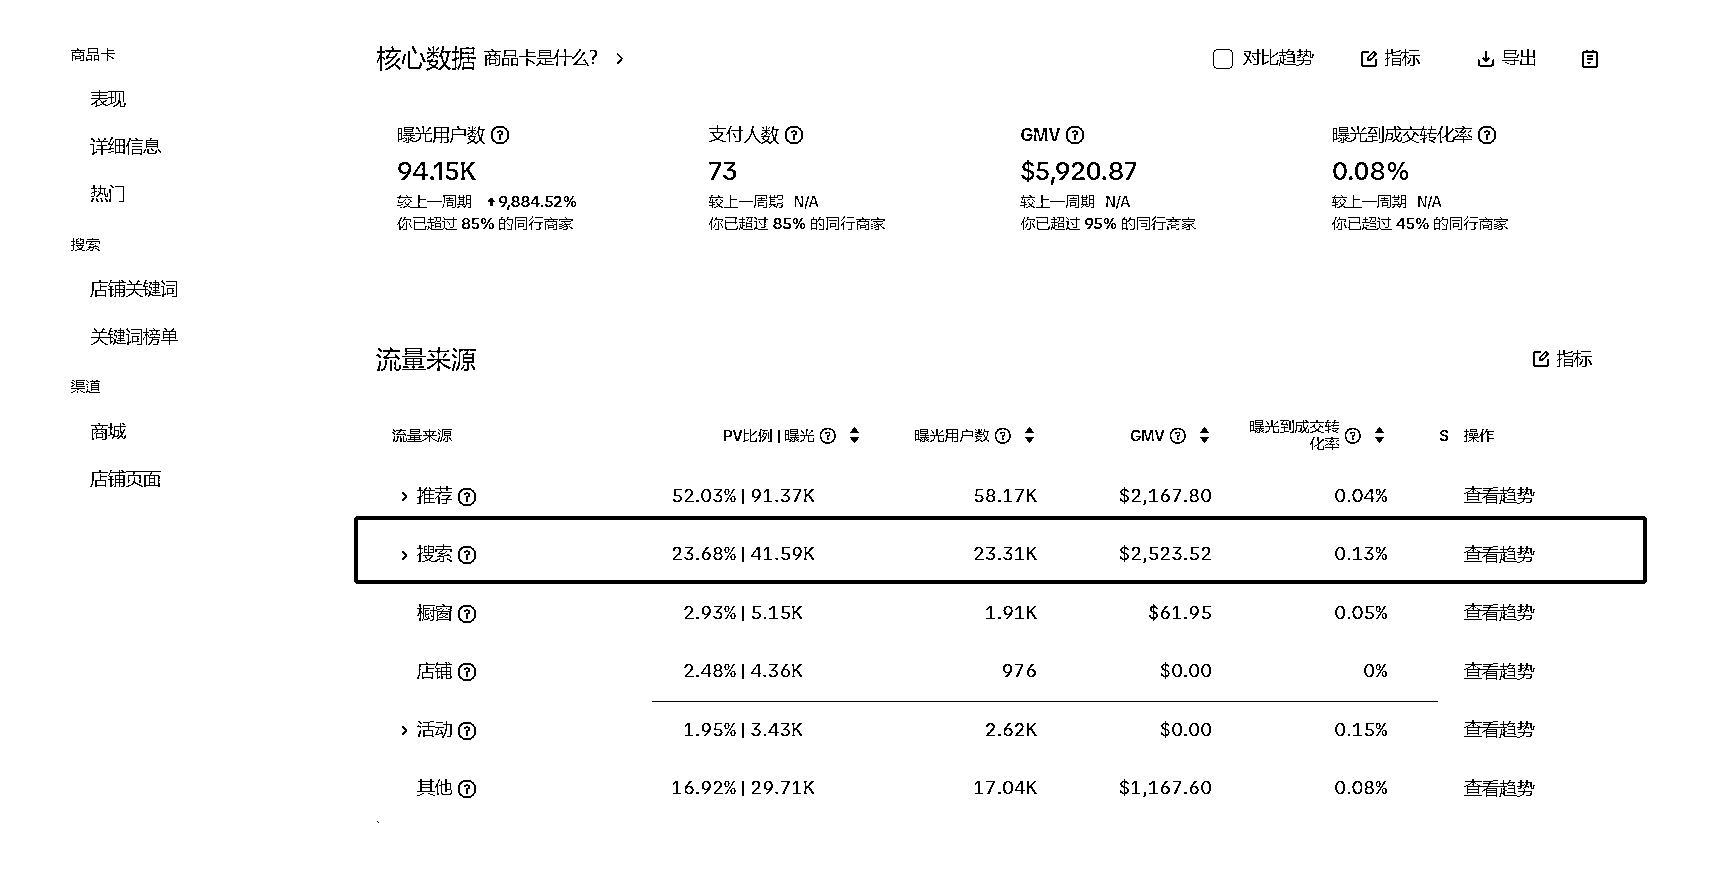 商品卡
表现
详细信息
热门
搜索
店铺关键词
关键词榜单
渠道
商城
店铺页面
核心数据 商品卡是什么?
对比趋势 指标 导出
曝光用户数 支付人数 GMV 曝光到成交转化率
94.15K 73 $5,920.87 0.08%
较上一周期 9,884.52% 较上一周期 N/A 较上一周期 N/A 较上一周期 N/A
你已超过 85% 的同行商家 你已超过 85% 的同行商家 你已超过 95% 的同行商家 你已超过 45% 的同行商家
流量来源 指标
流量来源 PV比例 | 曝光 曝光用户数 GMV 曝光到成交转化率 S 操作
推荐 52.03% | 91.37K 58.17K $2,167.80 0.04% 查看趋势
搜索 23.68% | 41.59K 23.31K $2,523.52 0.13% 查看趋势
橱窗 2.93% | 5.15K 1.91K $61.95 0.05% 查看趋势
店铺 2.48% | 4.36K 976 $0.00 0% 查看趋势
活动 1.95% | 3.43K 2.62K $0.00 0.15% 查看趋势
其他 16.92% | 29.71K 17.04K $1,167.60 0.08% 查看趋势